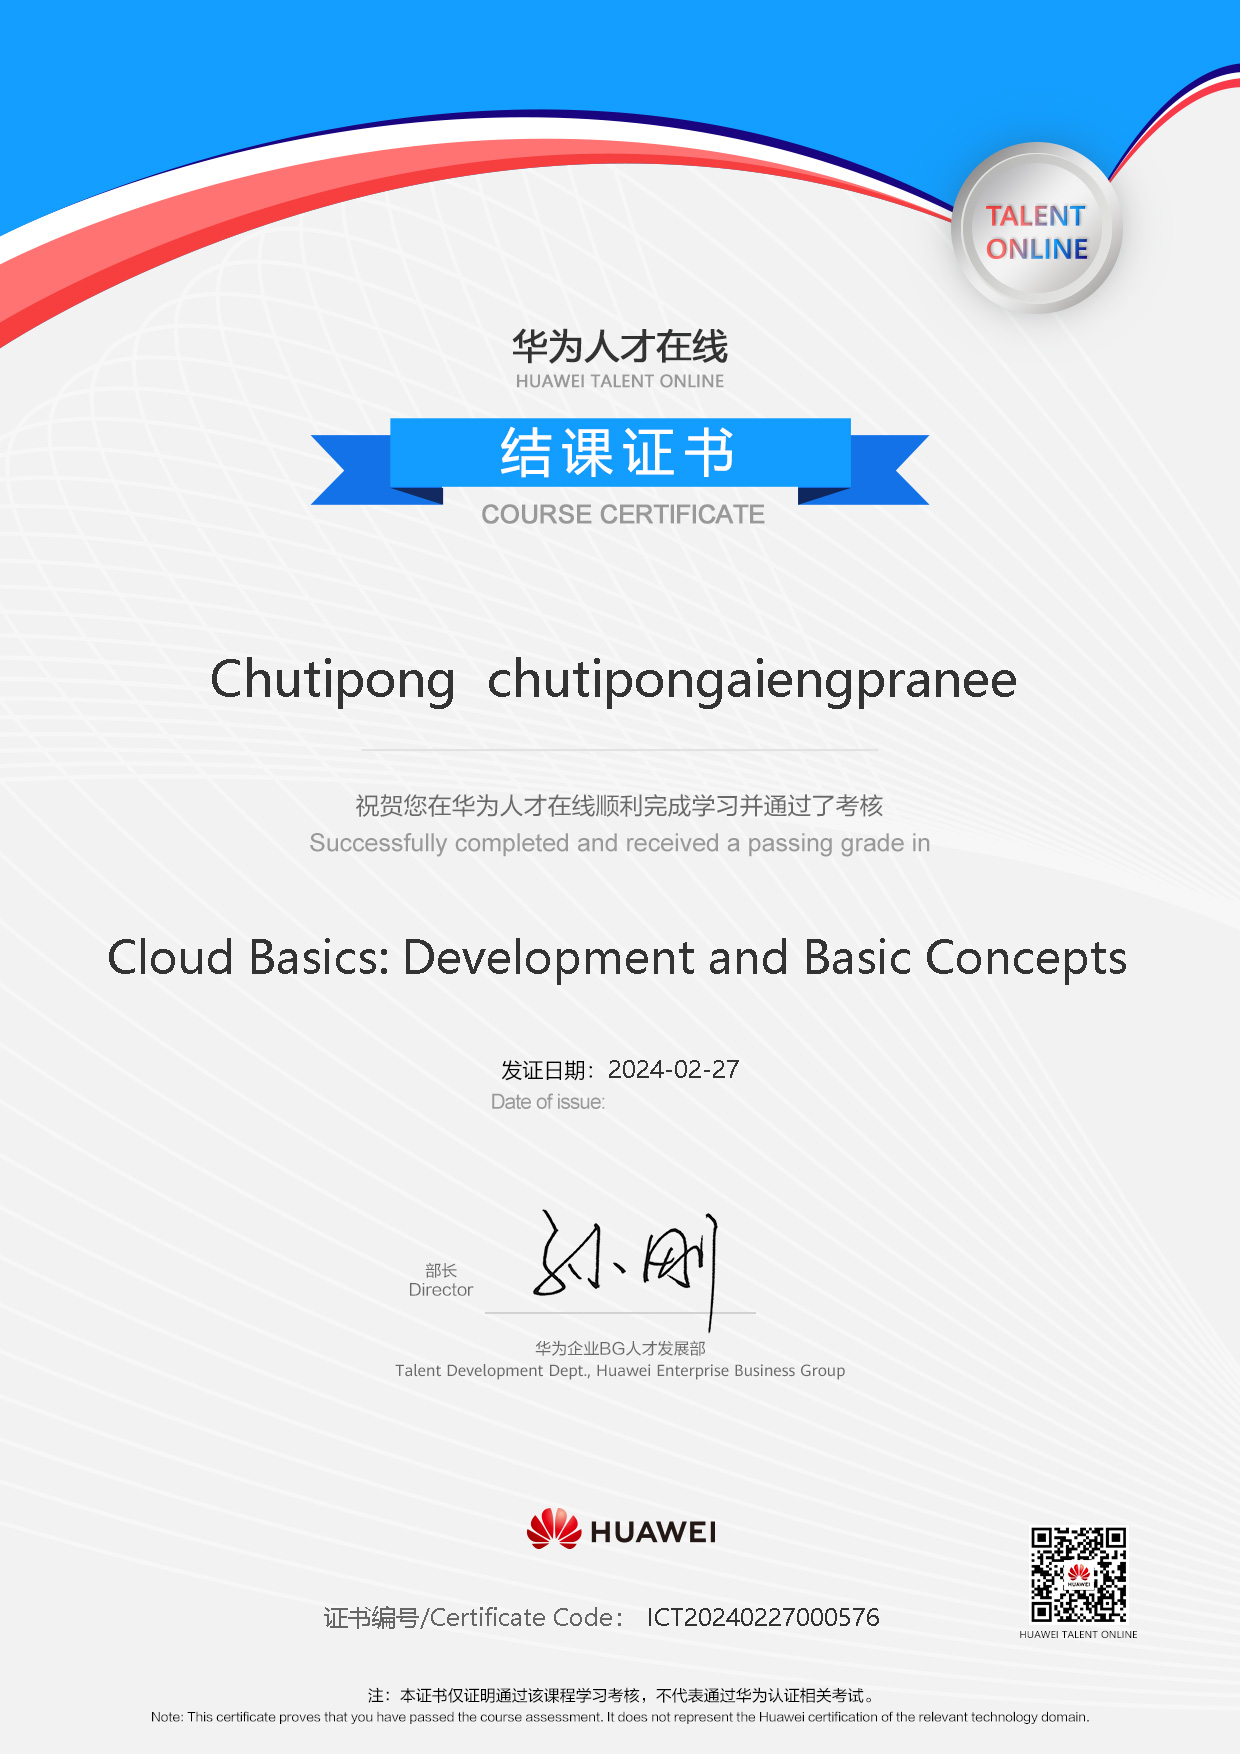 TALENT
ONLINE
华为人才在线
HUAWEI TALENT ONLINE
结课证书
COURSE CERTIFICATE
Chutipong chutipongaiengpranee
祝贺您在华为人才在线顺利完成学习并通过了考核
Successfully completed and received a passing grade in
Cloud Basics: Development and Basic Concepts
发证日期：2024-02-27
Date of issue:
孙刚
部长
Director
华为企业BG人才发展部
Talent Development Dept., Huawei Enterprise Business Group
HUAWEI
HUAWEI
证书编号/Certificate Code： ICT20240227000576
HUAWEI TALENT ONLINE
注：本证书仅证明通过该课程学习考核，不代表通过华为认证相关考试。
Note: This certificate proves that you have passed the course assessment. It does not represent the Huawei certification of the relevant technology domain.